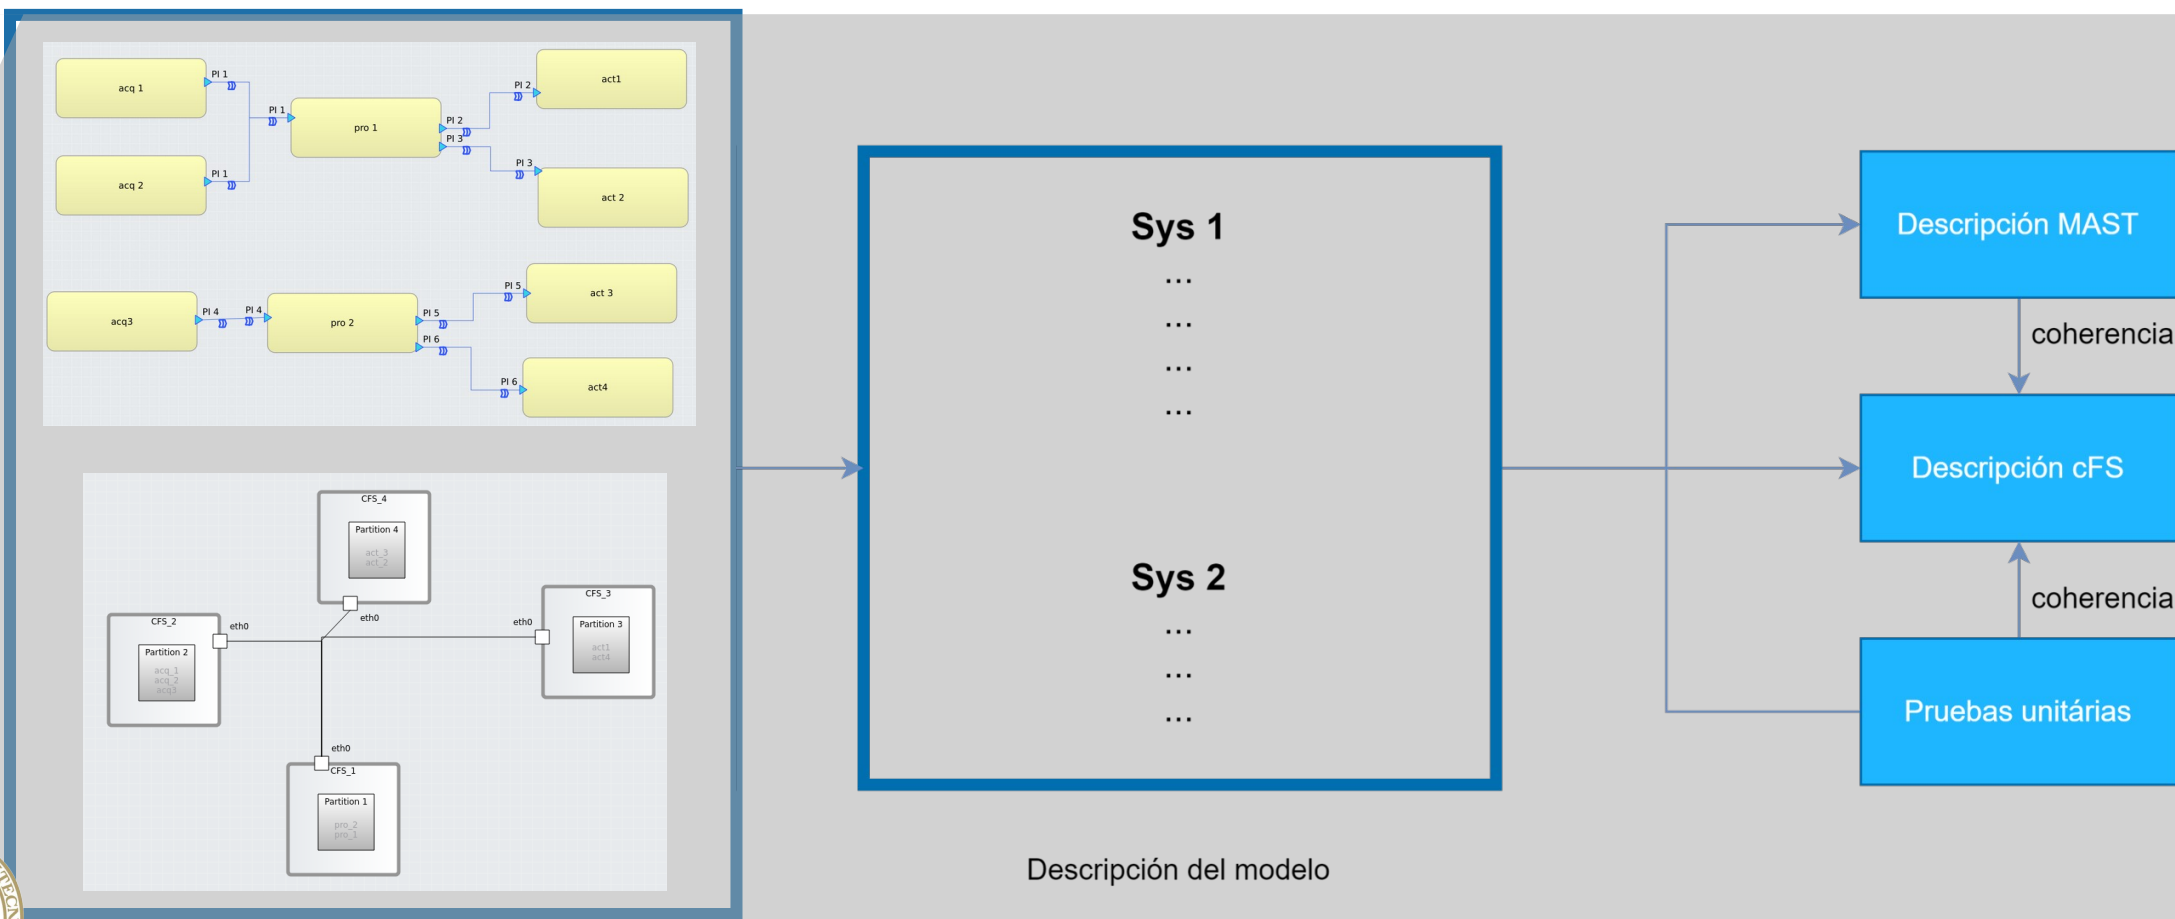 acq 1
PI 1
PI 1
pro 1
PI 2
PI 3
PI 2
act1
acq 2
PI 1
PI 3
act 2
acq3
PI 4
PI 4
pro 2
PI 5
PI 6
PI 5
act 3
PI 6
act4
CFS_4
Partition 4
act_3
act_2
eth0
CFS_2
eth0
Partition 2
acq_1
acq_2
acq3
CFS_3
eth0
Partition 3
act1
act4
eth0
CFS_1
Partition 1
pro_2
pro_1
Sys 1
...
...
...
...
Sys 2
...
...
...
Descripción del modelo
Descripción MAST
coherencia
Descripción cFS
coherencia
Pruebas unitárias